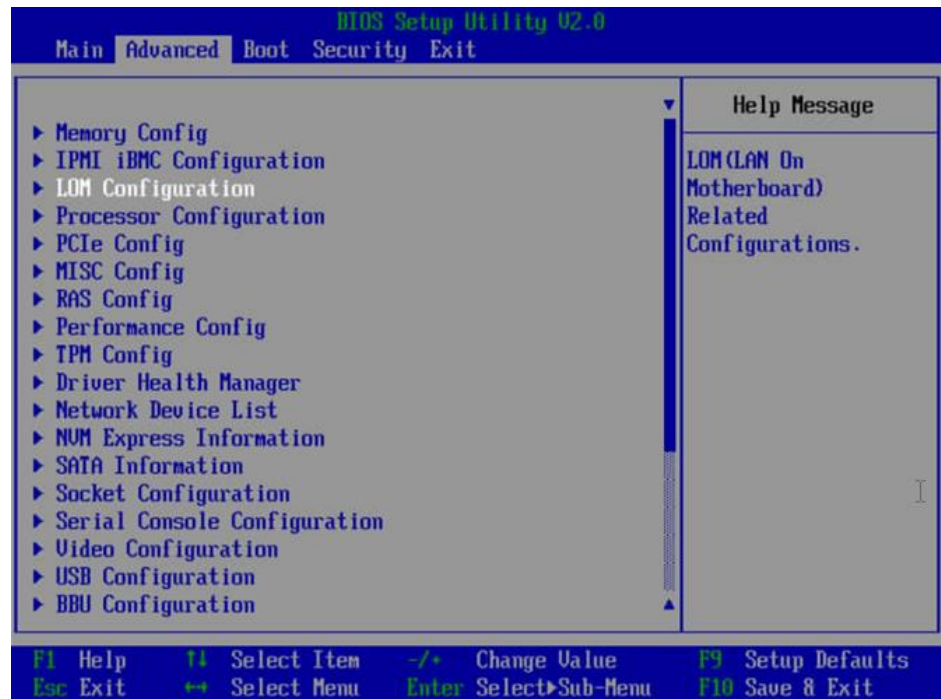 BIOS Setup Utility V2.0
Main Advanced Boot Security Exit
Help Message
Memory Config
IPMI iBMC Configuration
LOM Configuration
Processor Configuration
PCIe Config
MISC Config
RAS Config
Performance Config
TPM Config
Driver Health Manager
Network Device List
NVM Express Information
SATA Information
Socket Configuration
Serial Console Configuration
Video Configuration
USB Configuration
BBU Configuration
LOM(LAN On
Motherboard)
Related
Configurations.
F1 Help ↑↓ Select Item -/+ Change Value F9 Setup Defaults
Esc Exit ↔ Select Menu Enter Select▶Sub-Menu F10 Save & Exit